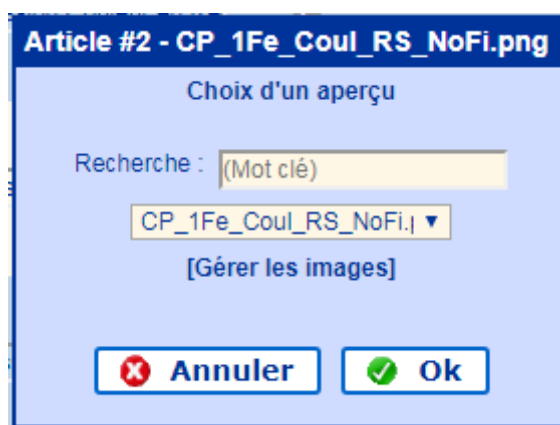 Article #2 - CP_1Fe_Coul_RS_NoFi.png
Choix d'un aperçu
Recherche : (Mot clé)
CP_1Fe_Coul_RS_NoFi.p
[Gérer les images]
Annuler Ok